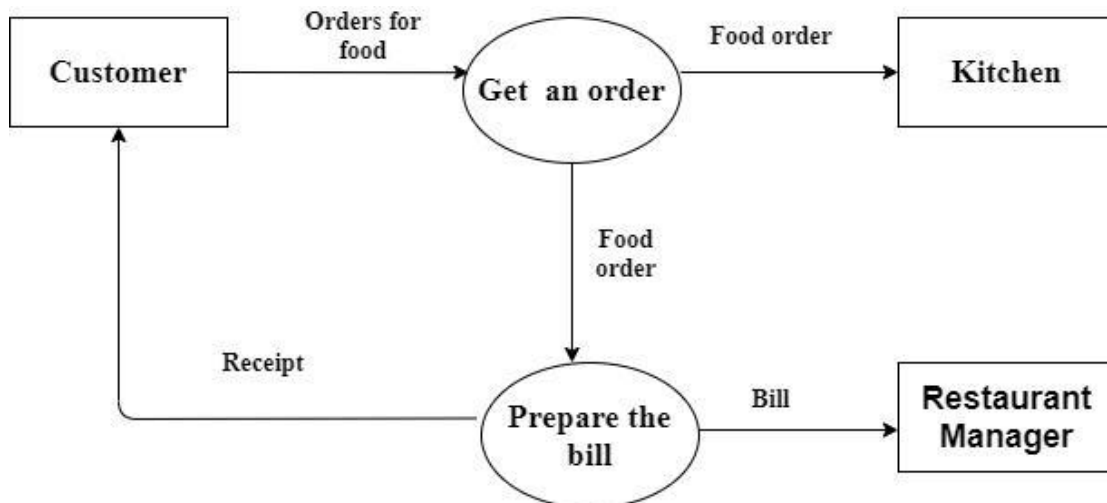 Orders for
food
Customer
Get an order
Food order
Kitchen
Food
order
Receipt
Prepare the
bill
Bill
Restaurant
Manager